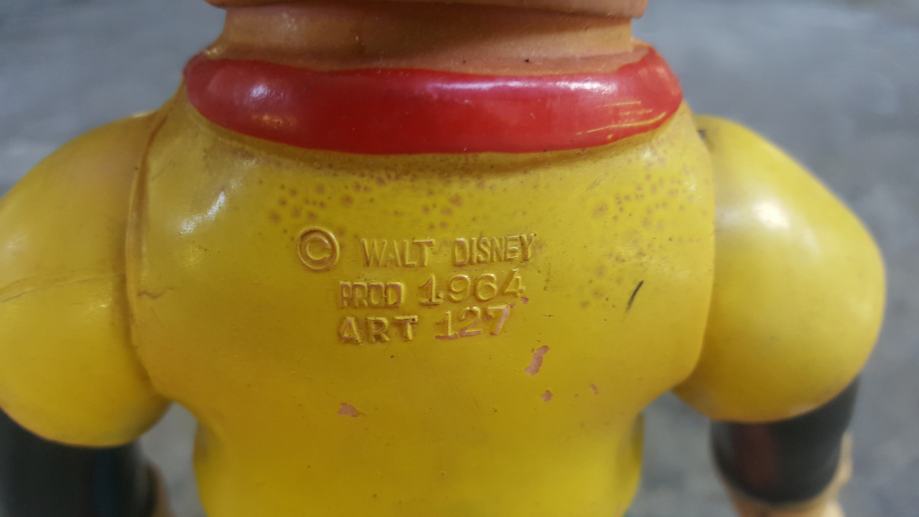 © WALT DISNEY
PROD 1964
ART 127